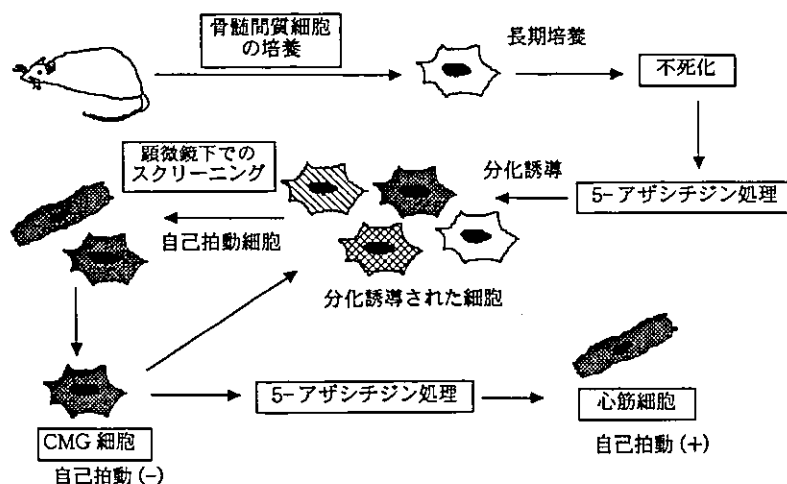 骨髄間質細胞
の培養
長期培養
不死化
顕微鏡下での
スクリーニング
分化誘導
5-アザシチジン処理
自己拍動細胞
分化誘導された細胞
5-アザシチジン処理
心筋細胞
CMG 細胞
自己拍動 (+)
自己拍動 (−)